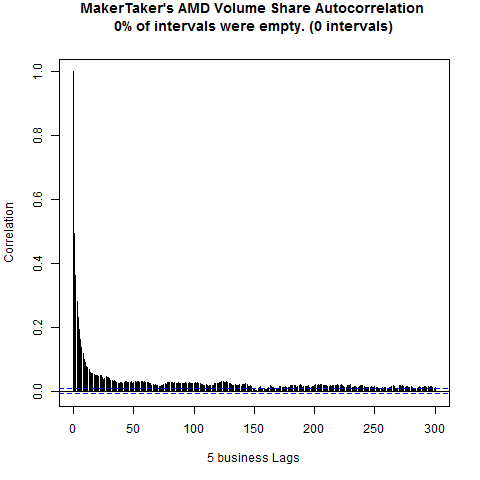 MakerTaker's AMD Volume Share Autocorrelation
0% of intervals were empty. (0 intervals)
Correlation
1.0
0.8
0.6
0.4
0.2
0.0
0 50 100 150 200 250 300
5 business Lags